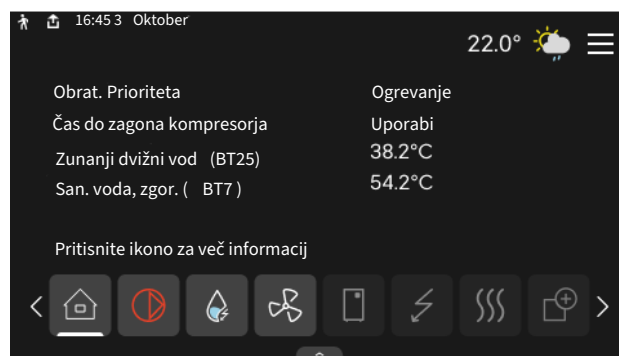 16:45 3 Oktober
22.0°
Obrat. Prioriteta Ogrevanje
Čas do zagona kompresorja Uporabi
Zunanji dvižni vod (BT25) 38.2°C
San. voda, zgor. ( BT7 ) 54.2°C
Pritisnite ikono za več informacij